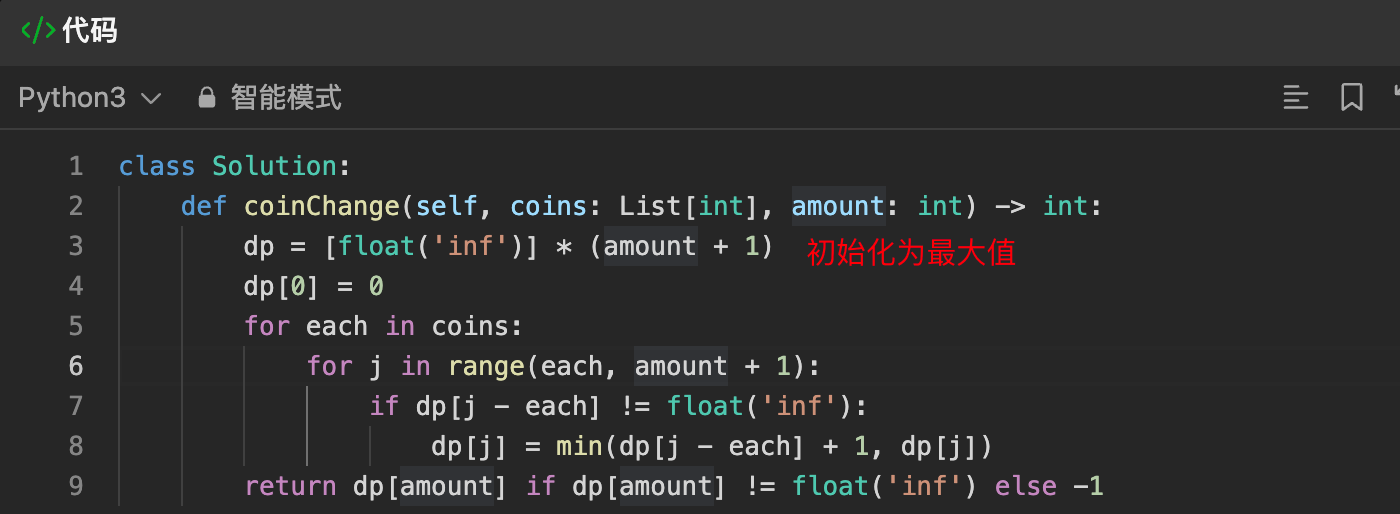 </> 代码
Python3 智能模式
1 class Solution:
2     def coinChange(self, coins: List[int], amount: int) -> int:
3         dp = [float('inf')] * (amount + 1) 初始化为最大值
4         dp[0] = 0
5         for each in coins:
6             for j in range(each, amount + 1):
7                 if dp[j - each] != float('inf'):
8                     dp[j] = min(dp[j - each] + 1, dp[j])
9         return dp[amount] if dp[amount] != float('inf') else -1